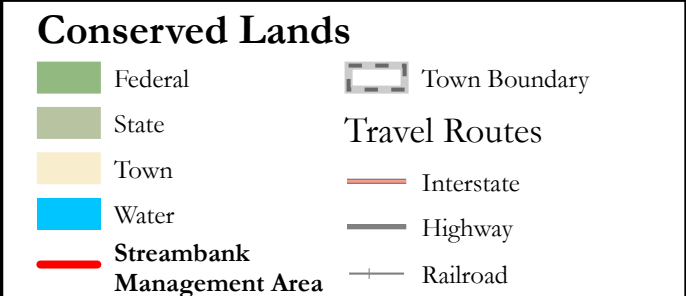 Conserved Lands
Federal
State
Town
Water
Streambank
Management Area
Town Boundary
Travel Routes
Interstate
Highway
Railroad